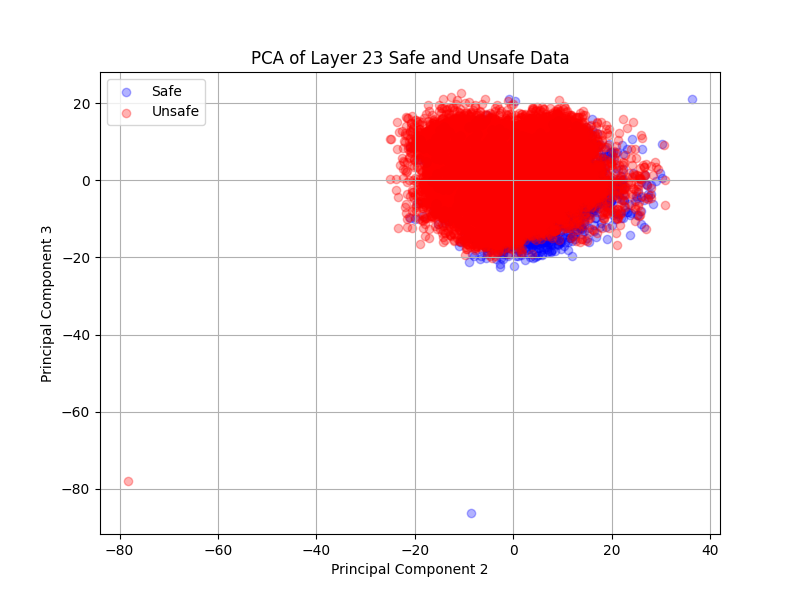 PCA of Layer 23 Safe and Unsafe Data
Safe
Unsafe
20
0
−20
−40
−60
−80
Principal Component 3
−80
−60
−40
−20
0
20
40
Principal Component 2